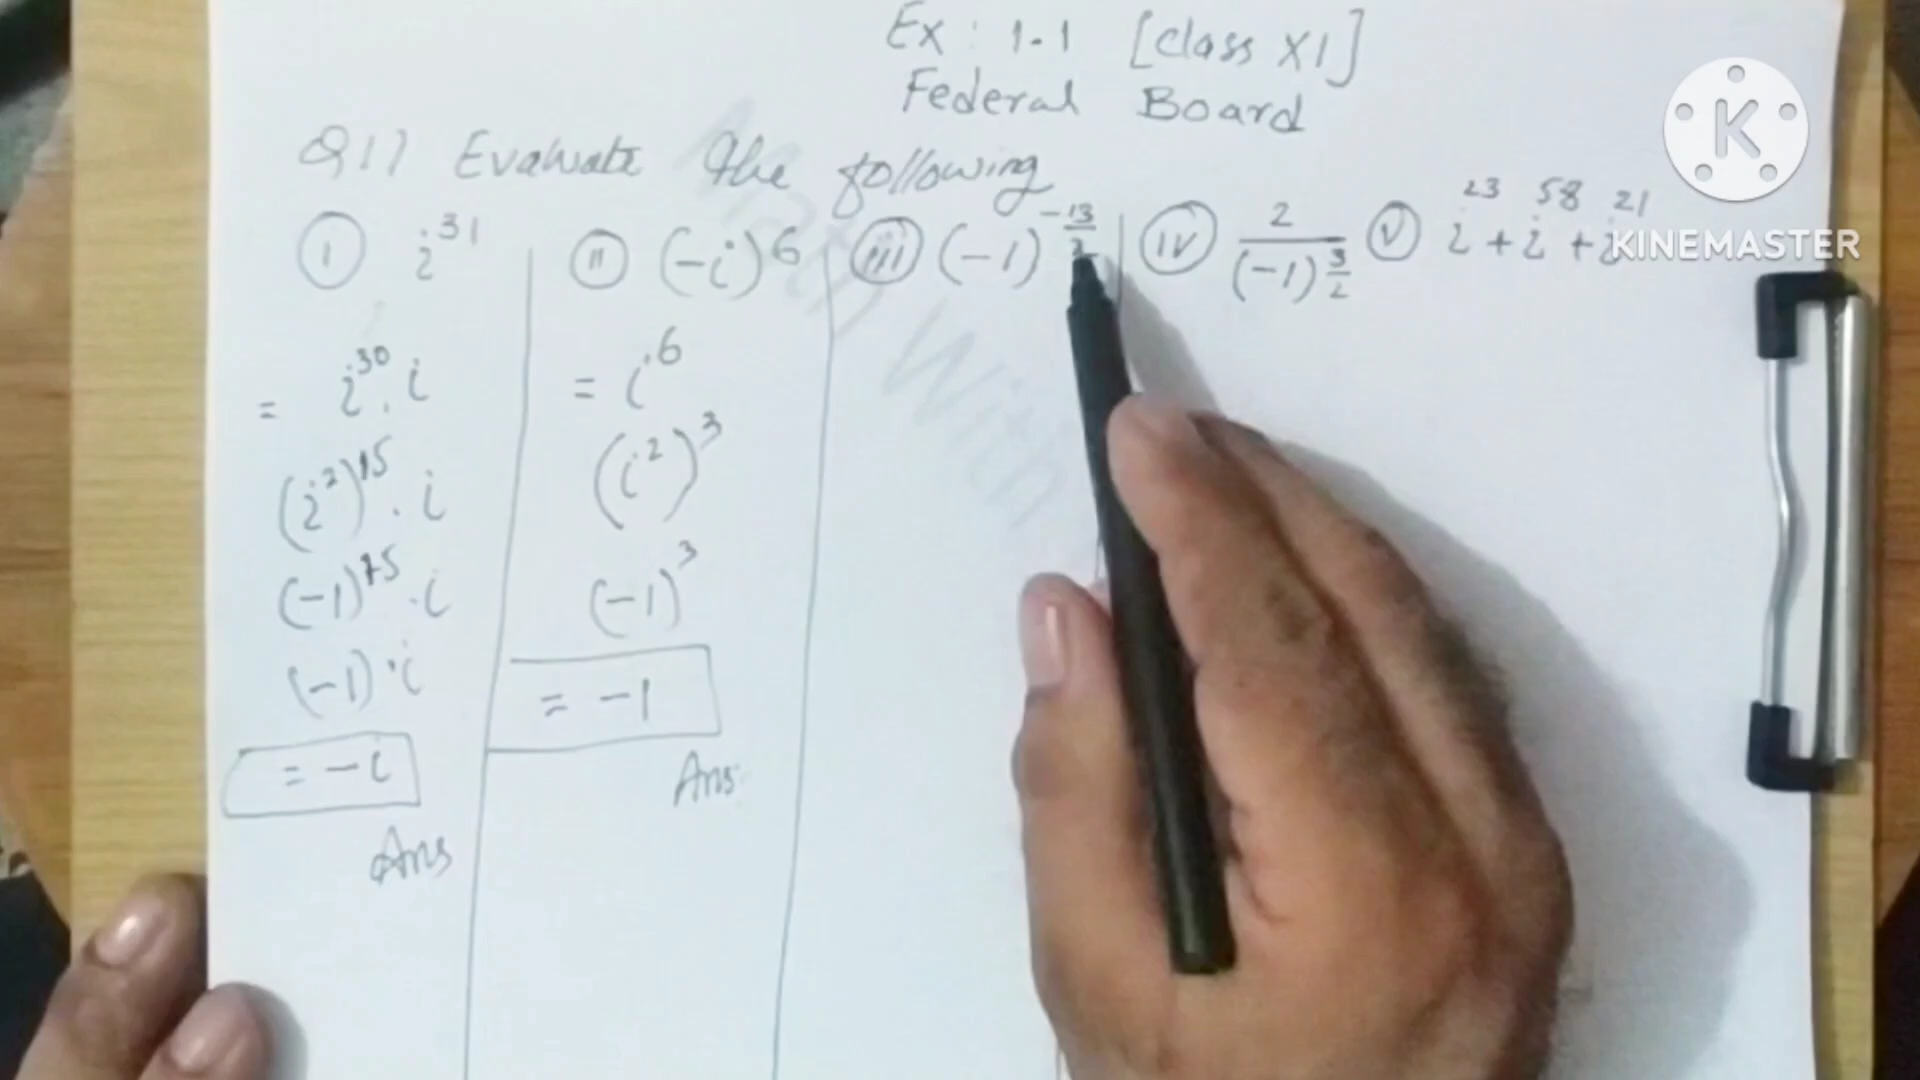 Ex : 1.1 [class XI]
Federal Board
Q1) Evaluate the following
(i) i^31 (ii) (-i)^6 (iii) (-1)^-13/2 (iv) 2/(-1)^3/2 (v) i^23 + i^58 + i^21
= i^30 . i
(i^2)^15 . i
(-1)^15 . i
(-1) . i
= -i
Ans
= i^6
(i^2)^3
(-1)^3
= -1
Ans
Math With
K
KINEMASTER